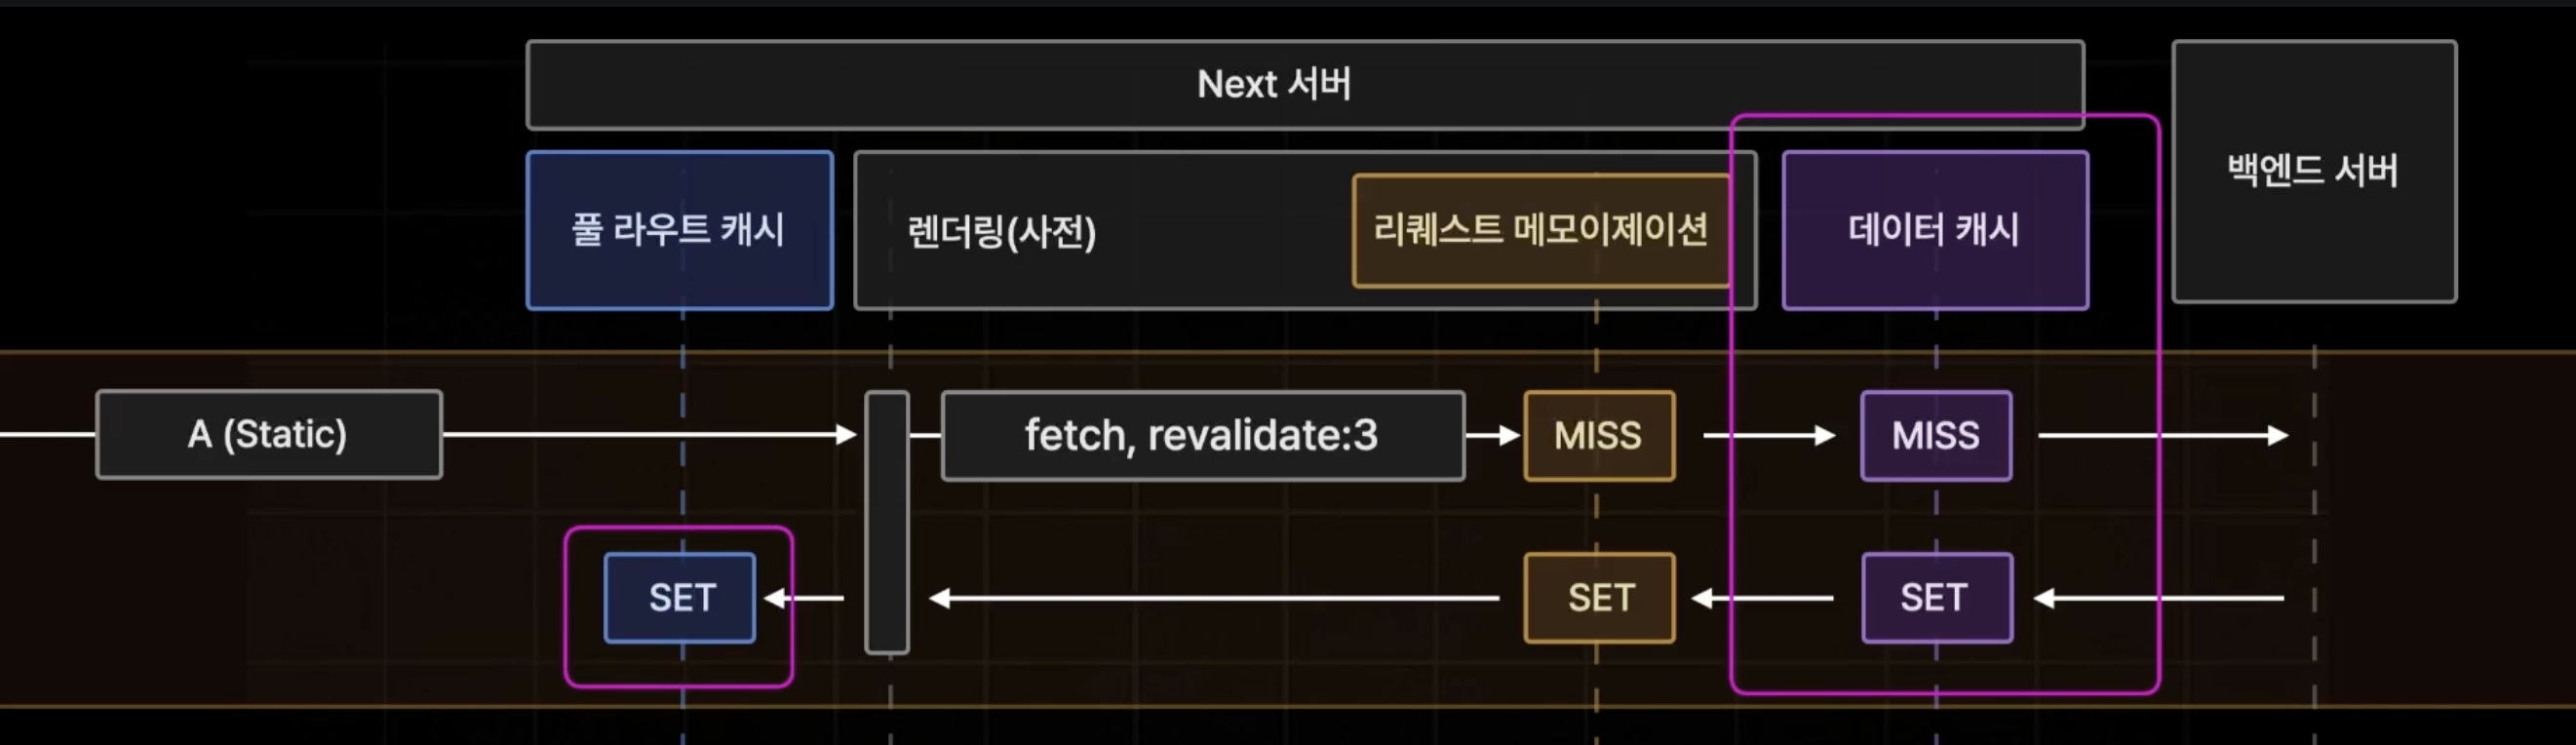 Next 서버
백엔드 서버
풀 라우트 캐시
렌더링(사전)
리퀘스트 메모이제이션
데이터 캐시
A (Static)
fetch, revalidate:3
MISS
MISS
SET
SET
SET